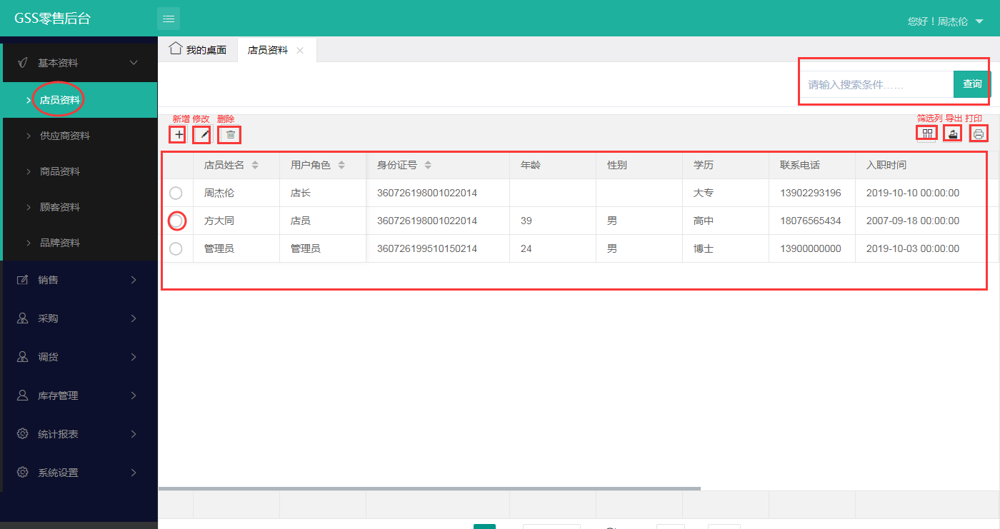 GSS零售后台
您好！周杰伦
基本资料
店员资料
供应商资料
商品资料
顾客资料
品牌资料
销售
采购
调货
库存管理
统计报表
系统设置
我的桌面 店员资料
请输入搜索条件...... 查询
新增 修改 删除 筛选列 导出 打印
店员姓名 用户角色 身份证号 年龄 性别 学历 联系电话 入职时间
周杰伦 店长 360726198001022014 大专 13902293196 2019-10-10 00:00:00
方大同 店员 360726198001022014 39 男 高中 18076565434 2007-09-18 00:00:00
管理员 管理员 360726199510150214 24 男 博士 13900000000 2019-10-03 00:00:00